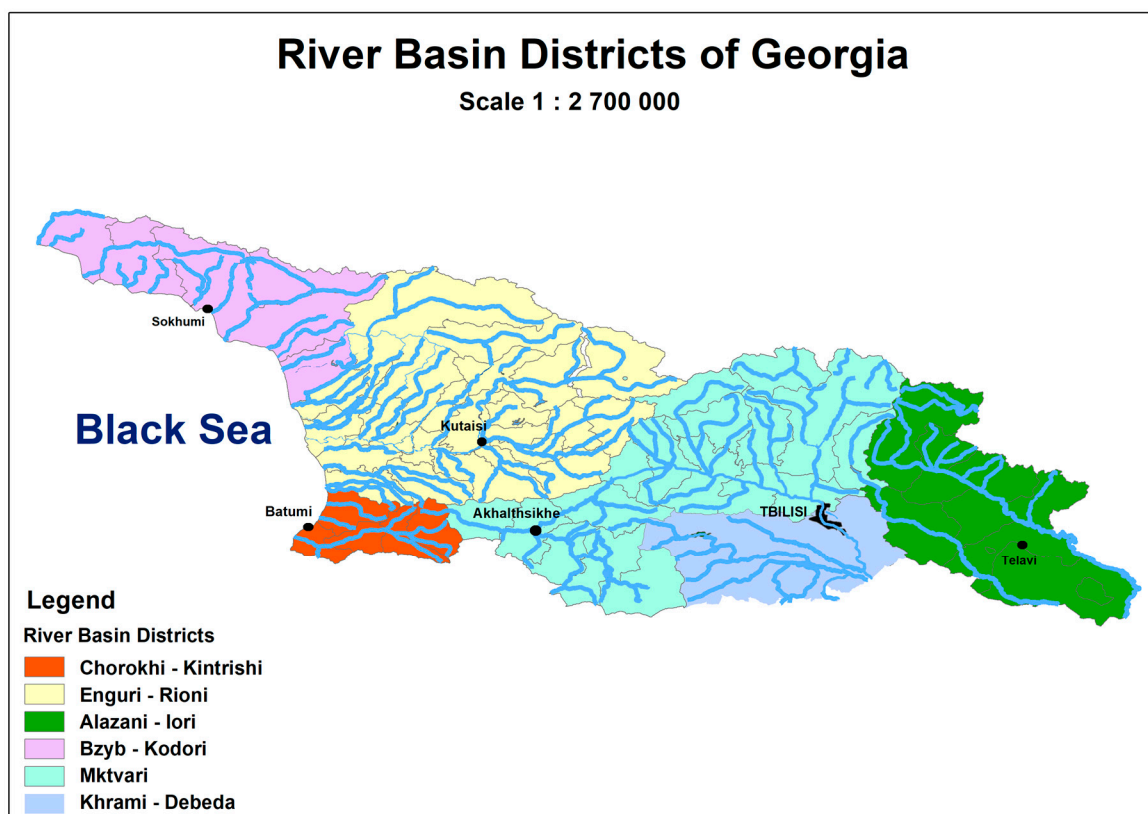 River Basin Districts of Georgia
Scale 1 : 2 700 000
Sokhumi
Black Sea
Kutaisi
Batumi
Akhalthsikhe
TBILISI
Telavi
Legend
River Basin Districts
Chorokhi - Kintrishi
Enguri - Rioni
Alazani - Iori
Bzyb - Kodori
Mktvari
Khrami - Debeda